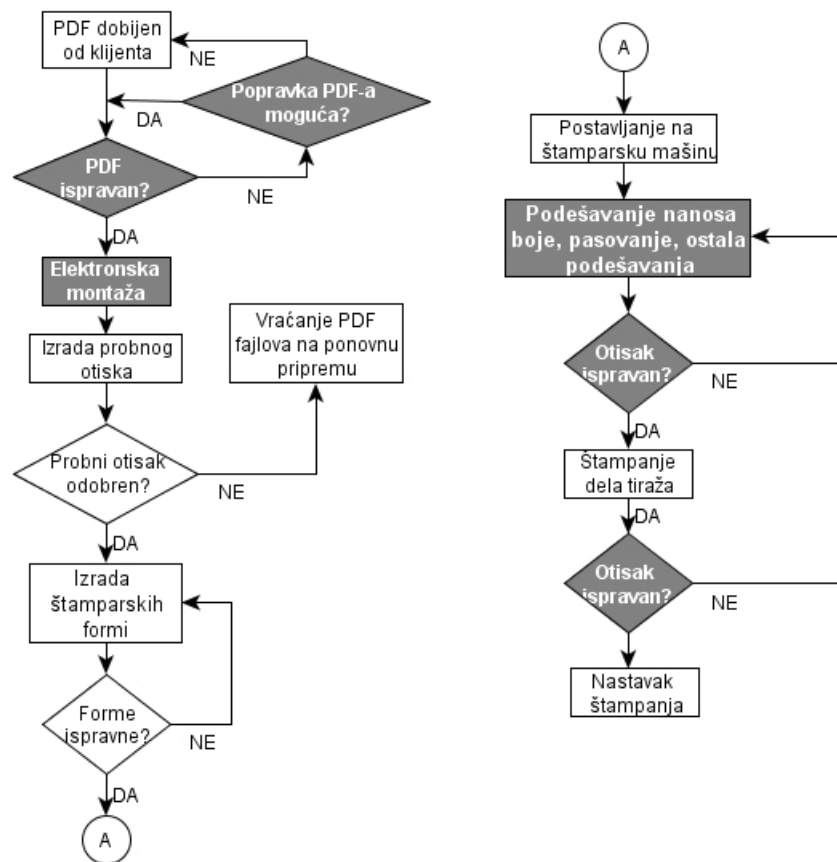 PDF dobijen
od klijenta
NE
Popravka PDF-a
moguća?
DA
PDF
ispravan?
NE
DA
Elektronska
montaža
Izrada probnog
otiska
Vraćanje PDF
fajlova na ponovnu
pripremu
Probni otisak
odobren?
NE
DA
Izrada
štamparskih
formi
Forme
ispravne?
NE
DA
A
A
Postavljanje na
štamparsku mašinu
Podešavanje nanosa
boje, pasovanje, ostala
podešavanja
Otisak
ispravan?
NE
DA
Štampanje
dela tiraža
DA
Otisak
ispravan?
NE
Nastavak
štampanja